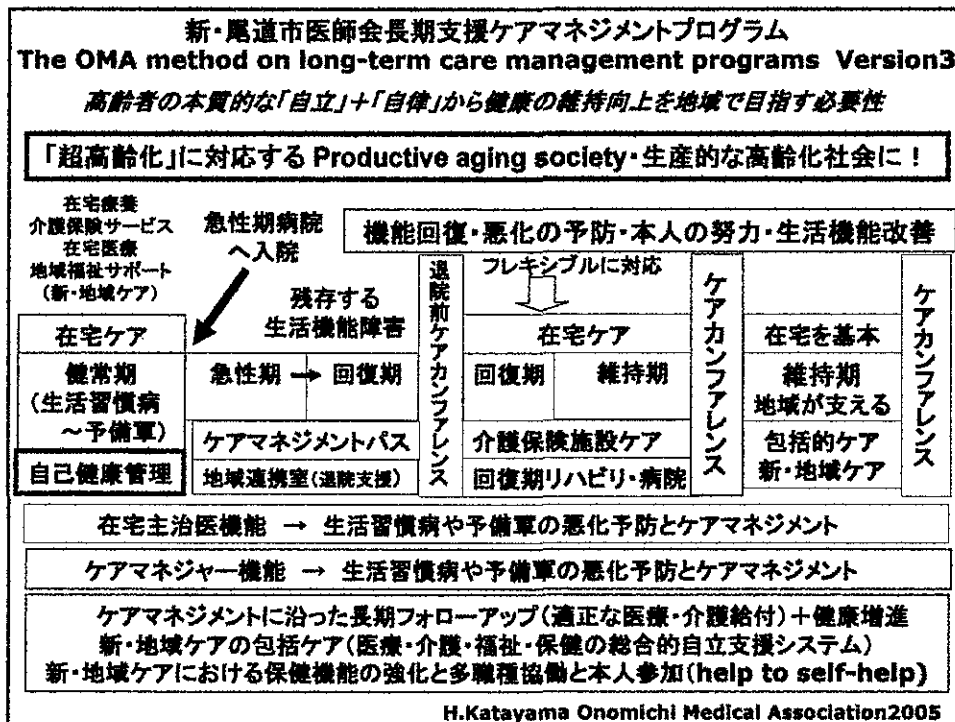 新・尾道市医師会長期支援ケアマネジメントプログラム
The OMA method on long-term care management programs Version3
高齢者の本質的な「自立」+「自律」から健康の維持向上を地域で目指す必要性
「超高齢化」に対応する Productive aging society・生産的な高齢化社会に!
在宅療養
介護保険サービス
在宅医療
地域福祉サポート
(新・地域ケア)
急性期病院
へ入院
機能回復・悪化の予防・本人の努力・生活機能改善
残存する
生活機能障害
退院前ケアカンファレンス
フレキシブルに対応
ケアカンファレンス
ケアカンファレンス
在宅ケア
在宅ケア
在宅を基本
健常期
(生活習慣病
~予備軍)
急性期 → 回復期
回復期
維持期
維持期
地域が支える
自己健康管理
ケアマネジメントパス
地域連携室(退院支援)
介護保険施設ケア
回復期リハビリ・病院
包括的ケア
新・地域ケア
在宅主治医機能 → 生活習慣病や予備軍の悪化予防とケアマネジメント
ケアマネジャー機能 → 生活習慣病や予備軍の悪化予防とケアマネジメント
ケアマネジメントに沿った長期フォローアップ(適正な医療・介護給付)+健康増進
新・地域ケアの包括ケア(医療・介護・福祉・保健の総合的自立支援システム)
新・地域ケアにおける保健機能の強化と多職種協働と本人参加(help to self-help)
H.Katayama Onomichi Medical Association2005